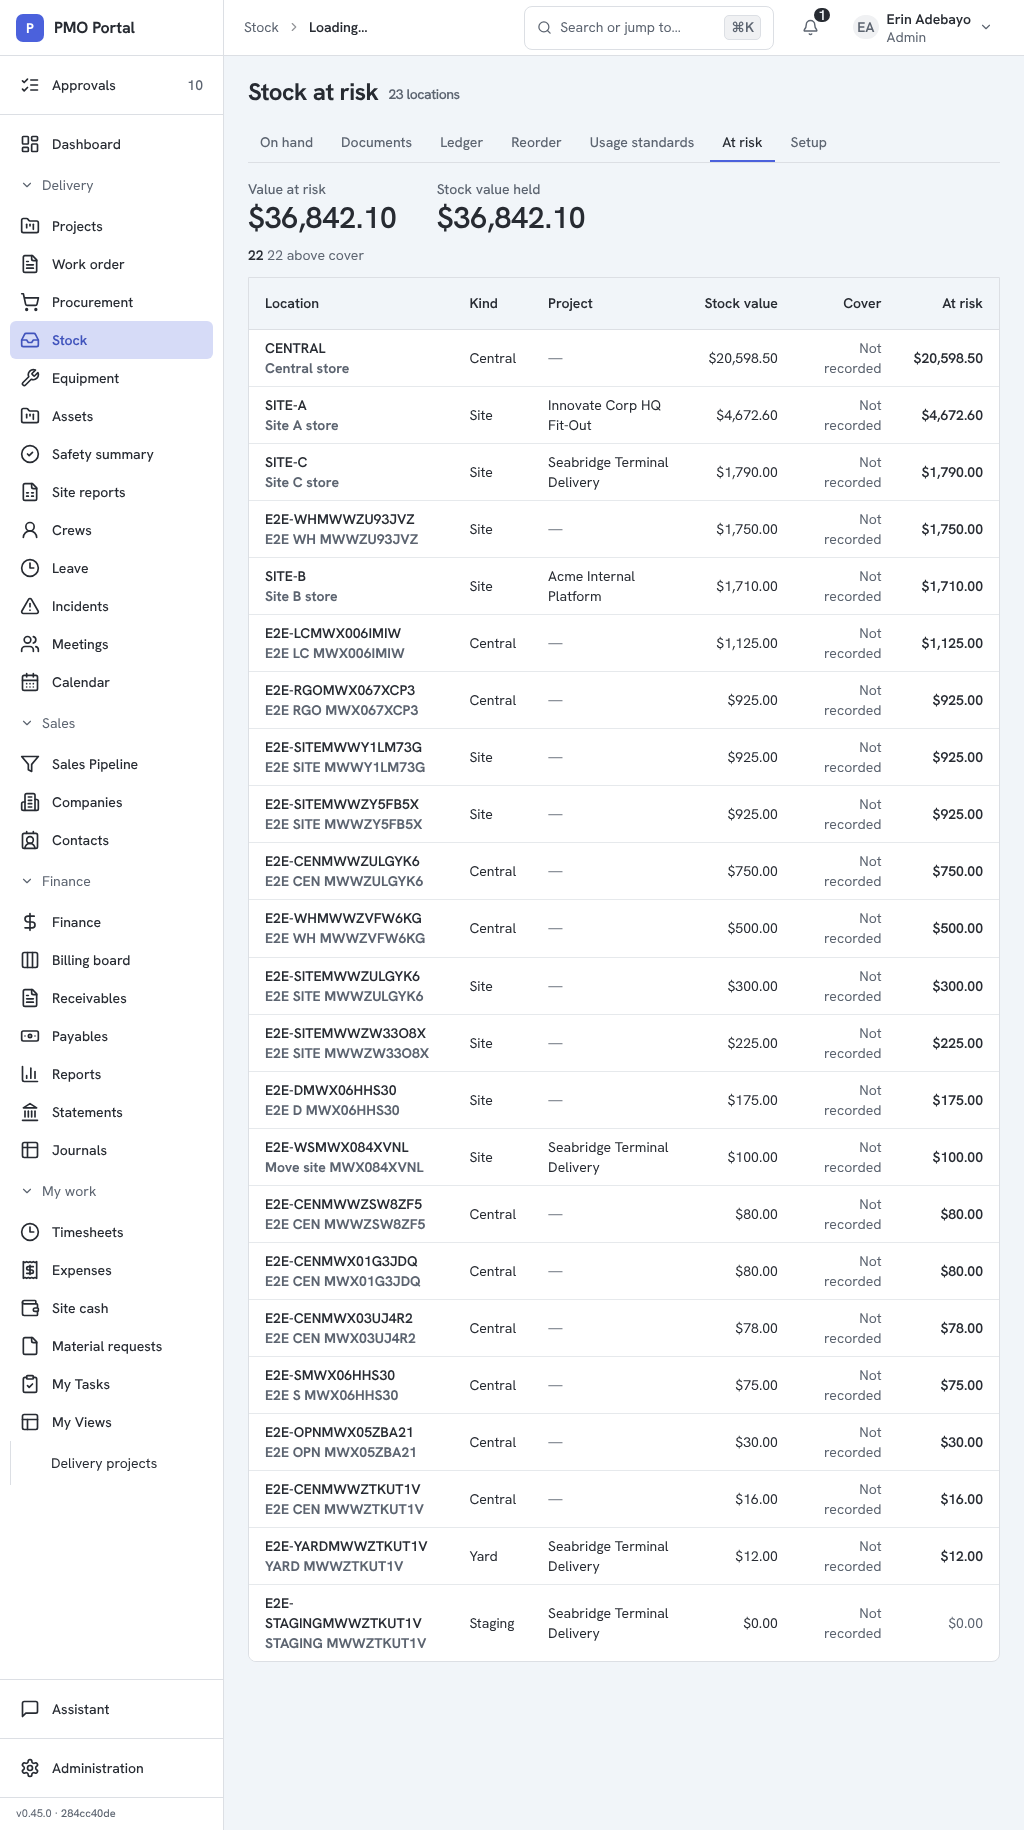 P PMO Portal
Stock > Loading...
Search or jump to... ⌘K
1
EA Erin Adebayo
Admin
Approvals 10
Dashboard
Delivery
Projects
Work order
Procurement
Stock
Equipment
Assets
Safety summary
Site reports
Crews
Leave
Incidents
Meetings
Calendar
Sales
Sales Pipeline
Companies
Contacts
Finance
Finance
Billing board
Receivables
Payables
Reports
Statements
Journals
My work
Timesheets
Expenses
Site cash
Material requests
My Tasks
My Views
Delivery projects
Assistant
Administration
v0.45.0 · 284cc40de
Stock at risk 23 locations
On hand Documents Ledger Reorder Usage standards At risk Setup
Value at risk Stock value held
$36,842.10 $36,842.10
22 22 above cover
Location Kind Project Stock value Cover At risk
CENTRAL
Central store Central — $20,598.50 Not recorded $20,598.50
SITE-A
Site A store Site Innovate Corp HQ Fit-Out $4,672.60 Not recorded $4,672.60
SITE-C
Site C store Site Seabridge Terminal Delivery $1,790.00 Not recorded $1,790.00
E2E-WHMWWZU93JVZ
E2E WH MWWZU93JVZ Site — $1,750.00 Not recorded $1,750.00
SITE-B
Site B store Site Acme Internal Platform $1,710.00 Not recorded $1,710.00
E2E-LCMWX006IMIW
E2E LC MWX006IMIW Central — $1,125.00 Not recorded $1,125.00
E2E-RGOMWX067XCP3
E2E RGO MWX067XCP3 Central — $925.00 Not recorded $925.00
E2E-SITEMWWY1LM73G
E2E SITE MWWY1LM73G Site — $925.00 Not recorded $925.00
E2E-SITEMWWZY5FB5X
E2E SITE MWWZY5FB5X Site — $925.00 Not recorded $925.00
E2E-CENMWWZULGYK6
E2E CEN MWWZULGYK6 Central — $750.00 Not recorded $750.00
E2E-WHMWWZVFW6KG
E2E WH MWWZVFW6KG Central — $500.00 Not recorded $500.00
E2E-SITEMWWZULGYK6
E2E SITE MWWZULGYK6 Site — $300.00 Not recorded $300.00
E2E-SITEMWWZW33O8X
E2E SITE MWWZW33O8X Site — $225.00 Not recorded $225.00
E2E-DMWX06HHS30
E2E D MWX06HHS30 Site — $175.00 Not recorded $175.00
E2E-WSMWX084XVNL
Move site MWX084XVNL Site Seabridge Terminal Delivery $100.00 Not recorded $100.00
E2E-CENMWWZSW8ZF5
E2E CEN MWWZSW8ZF5 Central — $80.00 Not recorded $80.00
E2E-CENMWX01G3JDQ
E2E CEN MWX01G3JDQ Central — $80.00 Not recorded $80.00
E2E-CENMWX03UJ4R2
E2E CEN MWX03UJ4R2 Central — $78.00 Not recorded $78.00
E2E-SMWX06HHS30
E2E S MWX06HHS30 Central — $75.00 Not recorded $75.00
E2E-OPNMWX05ZBA21
E2E OPN MWX05ZBA21 Central — $30.00 Not recorded $30.00
E2E-CENMWWZTKUT1V
E2E CEN MWWZTKUT1V Central — $16.00 Not recorded $16.00
E2E-YARDMWWZTKUT1V
YARD MWWZTKUT1V Yard Seabridge Terminal Delivery $12.00 Not recorded $12.00
E2E-
STAGINGMWWZTKUT1V
STAGING MWWZTKUT1V Staging Seabridge Terminal Delivery $0.00 Not recorded $0.00